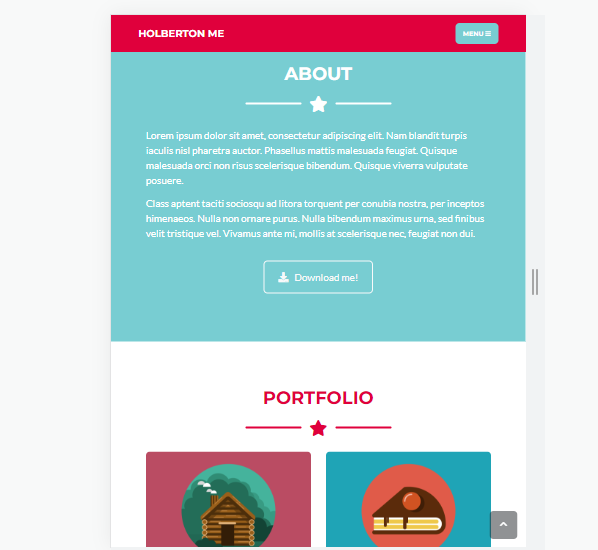 HOLBERTON ME
MENU
ABOUT
Lorem ipsum dolor sit amet, consectetur adipiscing elit. Nam blandit turpis
iaculis nisl pharetra auctor. Phasellus mattis malesuada feugiat. Quisque
malesuada orci non risus scelerisque bibendum. Quisque viverra vulputate
posuere.
Class aptent taciti sociosqu ad litora torquent per conubia nostra, per inceptos
himenaeos. Nulla non ornare purus. Nulla bibendum maximus urna, sed finibus
velit tristique vel. Vivamus ante mi, mollis at scelerisque nec, feugiat non dui.
Download me!
PORTFOLIO